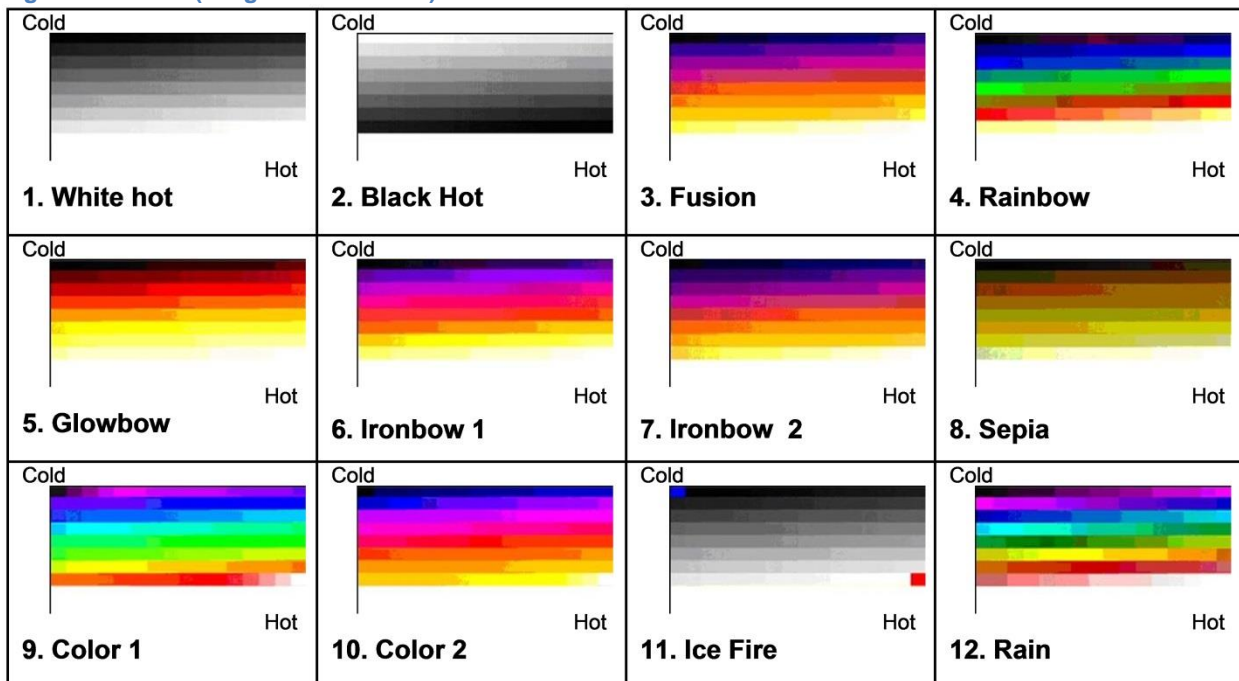 Cold
Hot
1. White hot
Cold
Hot
2. Black Hot
Cold
Hot
3. Fusion
Cold
Hot
4. Rainbow
Cold
Hot
5. Glowbow
Cold
Hot
6. Ironbow 1
Cold
Hot
7. Ironbow 2
Cold
Hot
8. Sepia
Cold
Hot
9. Color 1
Cold
Hot
10. Color 2
Cold
Hot
11. Ice Fire
Cold
Hot
12. Rain